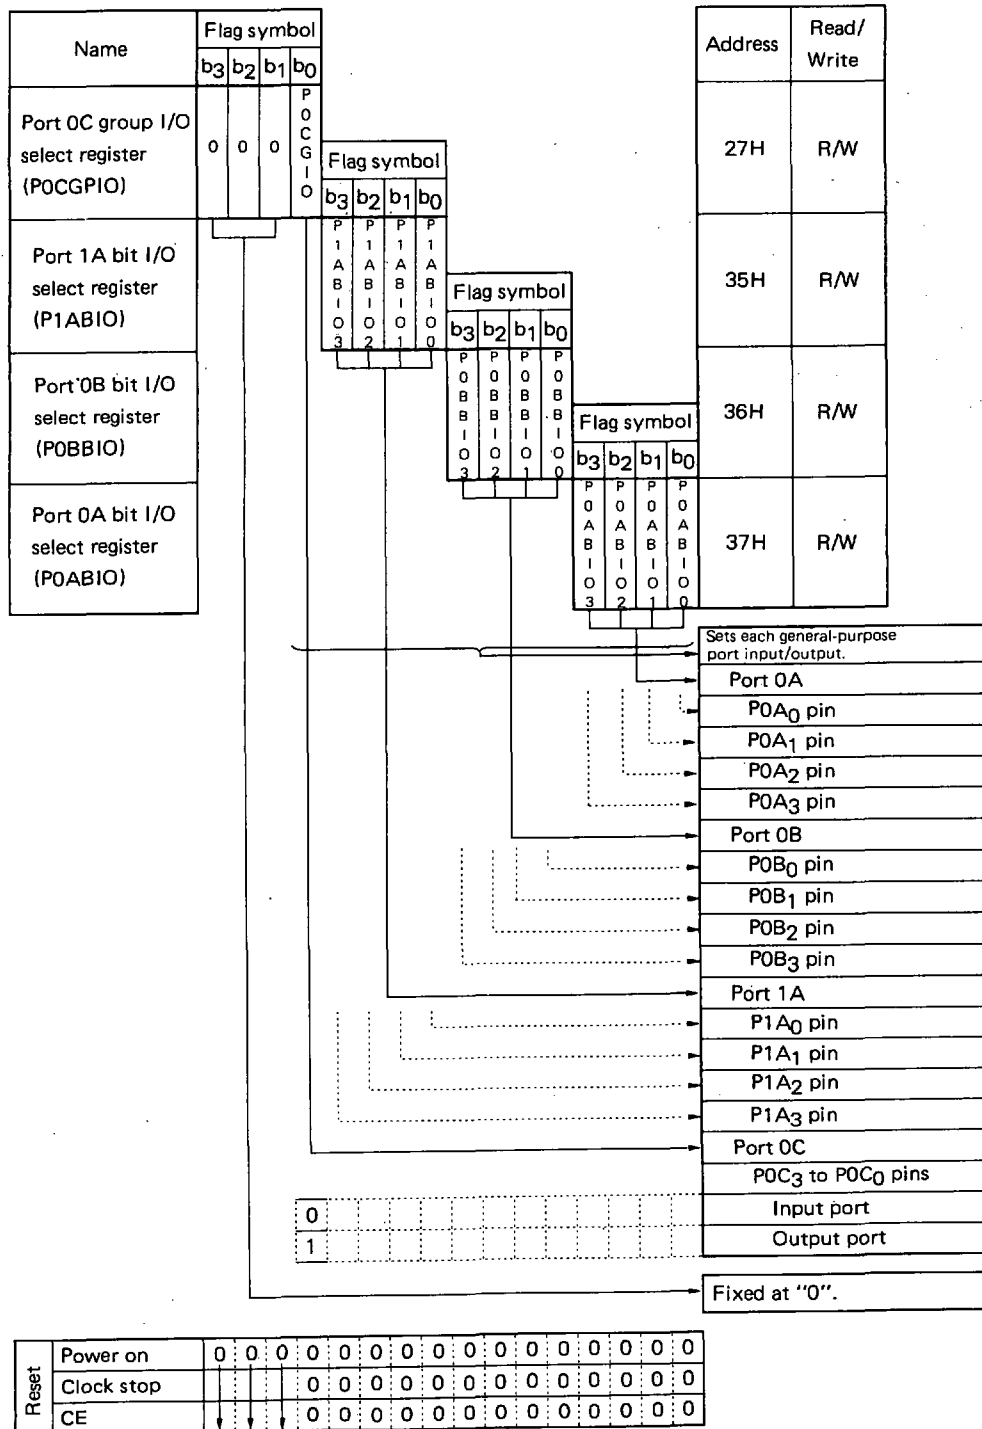 Name
Flag symbol
b3 b2 b1 b0
Address
Read/
Write
Port 0C group I/O
select register
(P0CGPIO)
0 0 0 P0CGIO
27H R/W
Flag symbol
b3 b2 b1 b0
Port 1A bit I/O
select register
(P1ABIO)
P1ABIO3 P1ABIO2 P1ABIO1 P1ABIO0
35H R/W
Flag symbol
b3 b2 b1 b0
Port 0B bit I/O
select register
(P0BBIO)
P0BBIO3 P0BBIO2 P0BBIO1 P0BBIO0
36H R/W
Flag symbol
b3 b2 b1 b0
Port 0A bit I/O
select register
(P0ABIO)
P0ABIO3 P0ABIO2 P0ABIO1 P0ABIO0
37H R/W
Sets each general-purpose
port input/output.
Port 0A
P0A0 pin
P0A1 pin
P0A2 pin
P0A3 pin
Port 0B
P0B0 pin
P0B1 pin
P0B2 pin
P0B3 pin
Port 1A
P1A0 pin
P1A1 pin
P1A2 pin
P1A3 pin
Port 0C
P0C3 to P0C0 pins
0 Input port
1 Output port
Fixed at "0".
Reset
Power on 0 0 0 0 0 0 0 0 0 0 0 0 0 0 0 0
Clock stop 0 0 0 0 0 0 0 0 0 0 0 0 0
CE 0 0 0 0 0 0 0 0 0 0 0 0 0